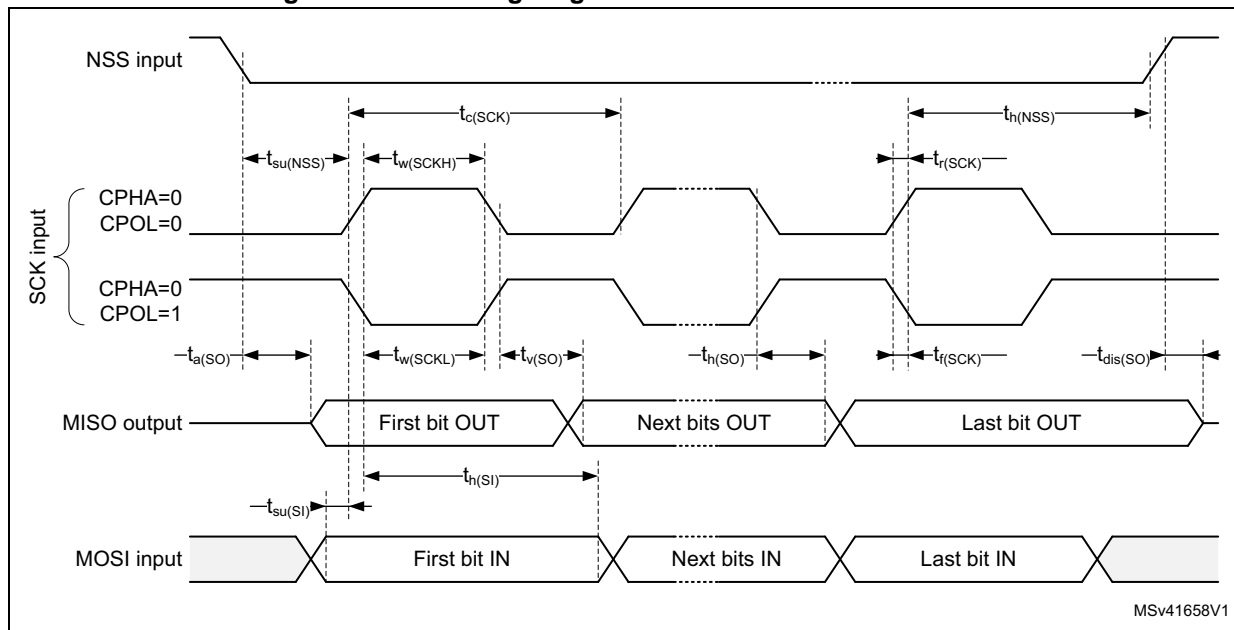 NSS input
tc(SCK)
th(NSS)
tsu(NSS)
tw(SCKH)
tr(SCK)
SCK input
CPHA=0
CPOL=0
CPHA=0
CPOL=1
ta(SO)
tw(SCKL)
tv(SO)
th(SO)
tf(SCK)
tdis(SO)
MISO output
First bit OUT
Next bits OUT
Last bit OUT
th(SI)
tsu(SI)
MOSI input
First bit IN
Next bits IN
Last bit IN
MSv41658V1